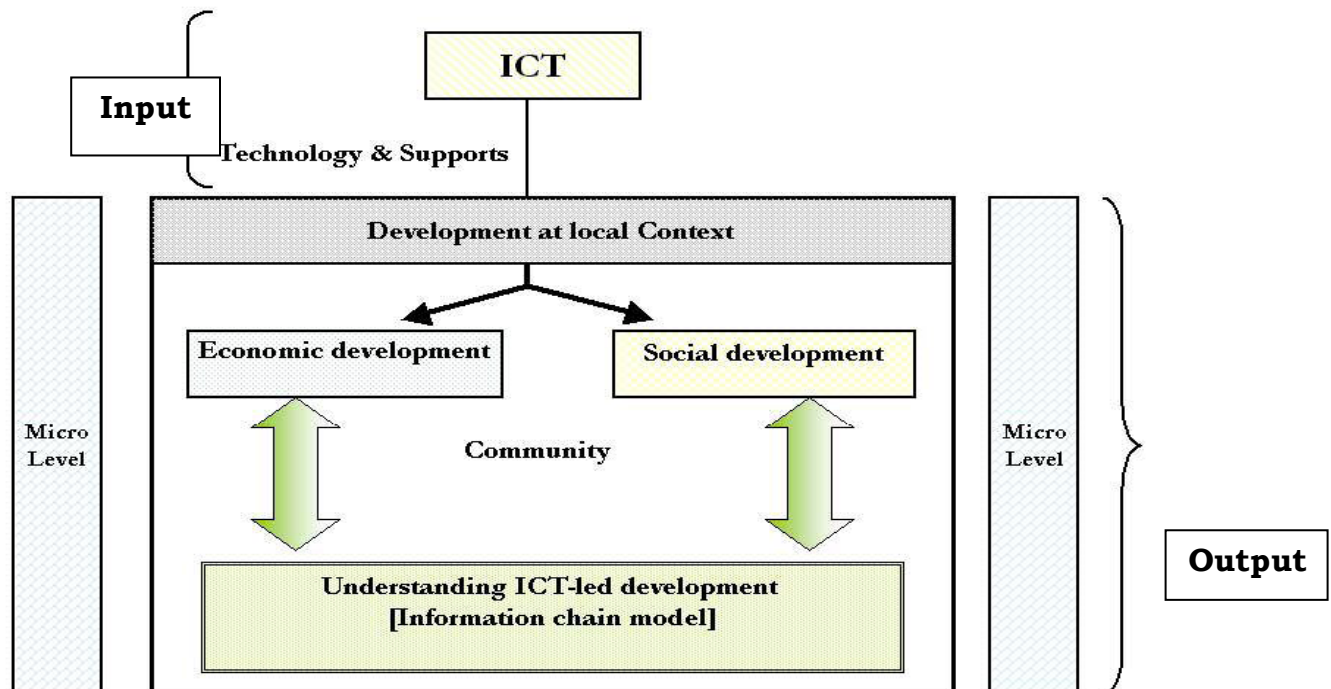 ICT
Input
Technology & Supports
Development at local Context
Economic development
Social development
Micro
Level
Community
Micro
Level
Understanding ICT-led development
[Information chain model]
Output